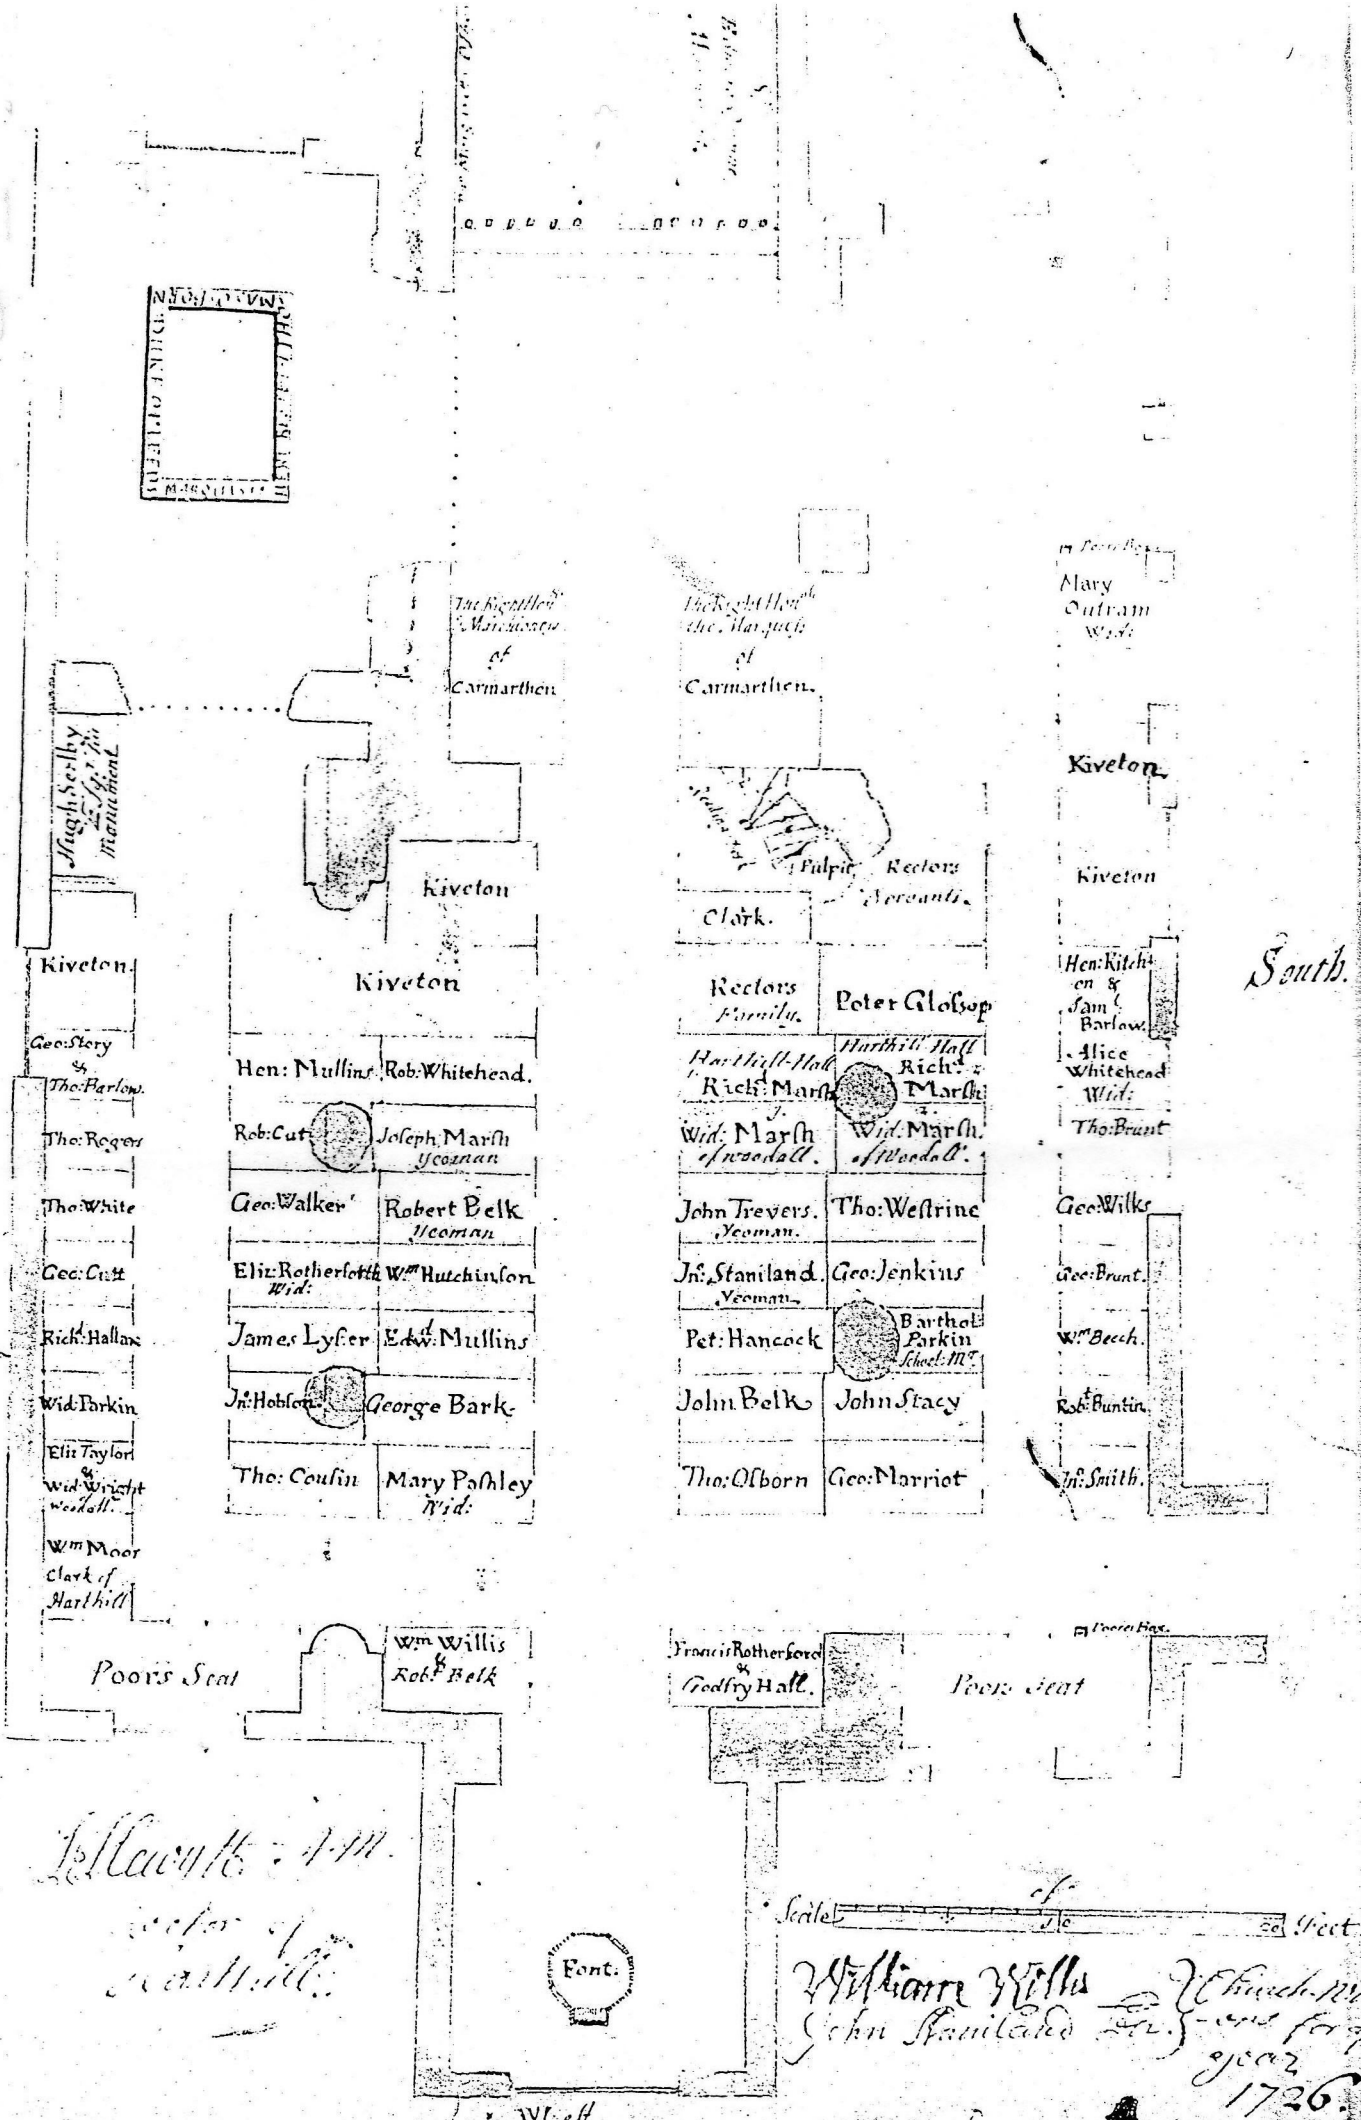 The Right Hon
Marchioness
of
Carmarthen
The Right Hon
the Marquess
of
Carmarthen.
Mary
Outram
Wid:
Kiveton
Hugh Serlby
Monument
Pulpit
Rectors
Servants.
Kiveton
Kiveton
Clark.
Kiveton.
Kiveton
Rectors
Family.
Peter Gloſsop
Hen: Kitch
on &
Sam
Barlow.
South.
Geo: Story
&
Tho: Barlow.
Hen: Mullins
Rob: Whitehead.
Harthill-Hall
Richd Marsh
Harthill Hall
Richd
Marsh
Alice
Whitehead
Wid:
Tho: Rogers
Rob: Cut
Joseph Marsh
Yeoman
Wid: Marsh
of Woodall.
Wid: Marsh.
of Woodall.
Tho: Brunt
Tho: White
Geo: Walker
Robert Belk
Yeoman
John Trevers.
Yeoman.
Tho: Weſtrine
Geo: Wilks
Geo: Cutt
Eliz: Rotherforth
Wid:
Wm Hutchinſon
Jno: Staniland.
Yeoman
Geo: Jenkins
Geo: Brunt.
Richd: Hallam
James Lyſter
Edwd: Mullins
Pet: Hancock
Barthol:
Parkin
School: Mr
Wm Beech.
Wid: Parkin
Jno: Hobſon
George Bark
John Belk
John Stacy
Robt: Buntin
Eliz Taylor
&
Wid: Wright
Woodall.
Tho: Couſin
Mary Paſhley
Wid:
Tho: Oſborn
Geo: Marriot
Jno: Smith.
Wm Moor
Clark of
Harthill
Poors Seat
Wm Willis
&
Robt Belk
Francis Rotherford
&
Godfry Hall.
Poors Box.
Poors Seat
A.M.
Rector of
Harthill.
Font.
Scale of
Feet
William Willis
John Staniland
Church-
for
year
1726.
West